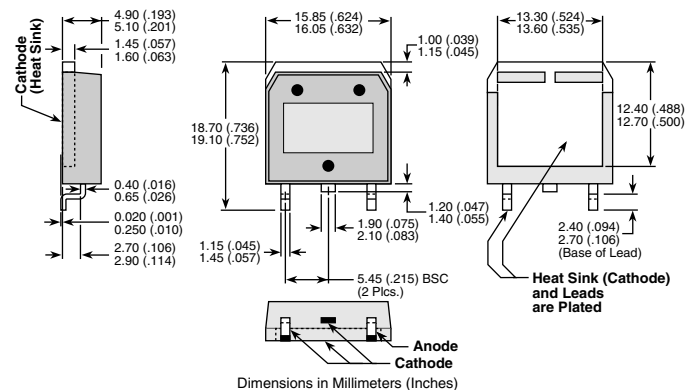 4.90 (.193)
5.10 (.201)
1.45 (.057)
1.60 (.063)
Cathode
(Heat Sink)
0.40 (.016)
0.65 (.026)
0.020 (.001)
0.250 (.010)
2.70 (.106)
2.90 (.114)
15.85 (.624)
16.05 (.632)
1.00 (.039)
1.15 (.045)
18.70 (.736)
19.10 (.752)
1.20 (.047)
1.40 (.055)
1.90 (.075)
2.10 (.083)
1.15 (.045)
1.45 (.057)
5.45 (.215) BSC
(2 Plcs.)
13.30 (.524)
13.60 (.535)
12.40 (.488)
12.70 (.500)
2.40 (.094)
2.70 (.106)
(Base of Lead)
Heat Sink (Cathode)
and Leads
are Plated
Anode
Cathode
Dimensions in Millimeters (Inches)